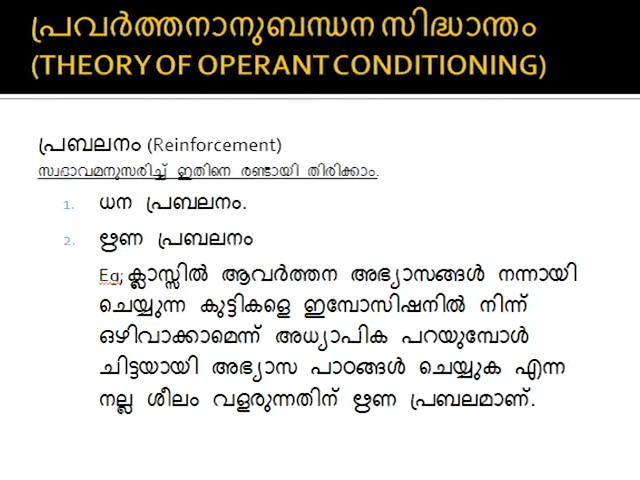 പ്രവർത്തനാനുബന്ധന സിദ്ധാന്തം
(THEORY OF OPERANT CONDITIONING)
പ്രബലനം (Reinforcement)
സ്വഭാവമനുസരിച്ച് ഇതിനെ രണ്ടായി തിരിക്കാം.
1. ധന പ്രബലനം.
2. ഋണ പ്രബലനം
Eg; ക്ലാസ്സിൽ ആവർത്തന അഭ്യാസങ്ങൾ നന്നായി
ചെയ്യുന്ന കുട്ടികളെ ഇമ്പോസിഷനിൽ നിന്ന്
ഒഴിവാക്കാമെന്ന് അധ്യാപിക പറയുമ്പോൾ
ചിട്ടയായി അഭ്യാസ പാഠങ്ങൾ ചെയ്യുക എന്ന
നല്ല ശീലം വളരുന്നതിന് ഋണ പ്രബലമാണ്.